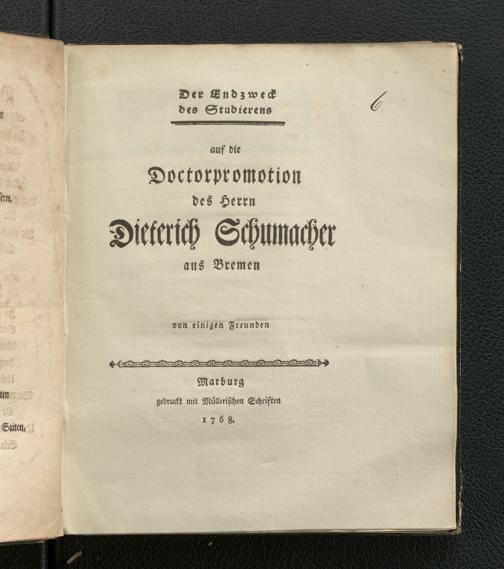 Der Endzweck
des Studierens
6.
auf die
Doctorpromotion
des Herrn
Dieterich Schumacher
aus Bremen
von einigen Freunden
Marburg
gedruckt mit Müllerischen Schriften
1768.
Saiten,